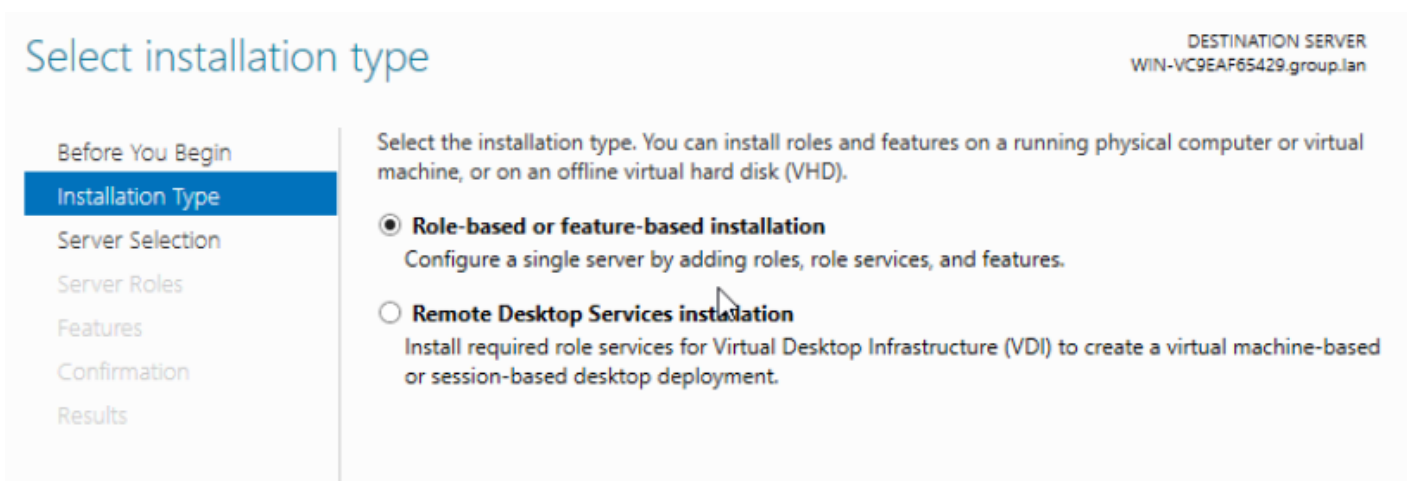 Select installation type
DESTINATION SERVER
WIN-VC9EAF65429.group.lan
Before You Begin
Installation Type
Server Selection
Server Roles
Features
Confirmation
Results
Select the installation type. You can install roles and features on a running physical computer or virtual
machine, or on an offline virtual hard disk (VHD).
Role-based or feature-based installation
Configure a single server by adding roles, role services, and features.
Remote Desktop Services installation
Install required role services for Virtual Desktop Infrastructure (VDI) to create a virtual machine-based
or session-based desktop deployment.